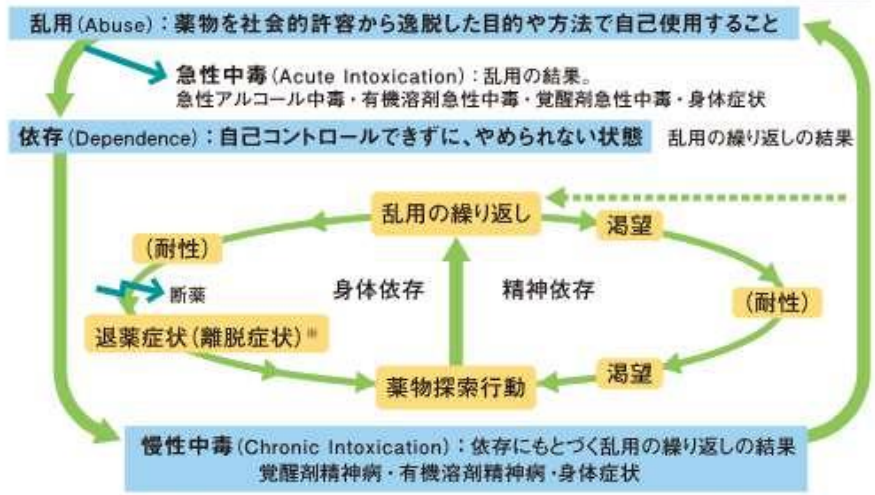 乱用(Abuse)：薬物を社会的許容から逸脱した目的や方法で自己使用すること
急性中毒(Acute Intoxication)：乱用の結果。
急性アルコール中毒・有機溶剤急性中毒・覚醒剤急性中毒・身体症状
依存(Dependence)：自己コントロールできずに、やめられない状態 乱用の繰り返しの結果
乱用の繰り返し
渇望
(耐性)
断薬
身体依存 精神依存
(耐性)
退薬症状(離脱症状)※
渇望
薬物探索行動
慢性中毒(Chronic Intoxication)：依存にもとづく乱用の繰り返しの結果
覚醒剤精神病・有機溶剤精神病・身体症状